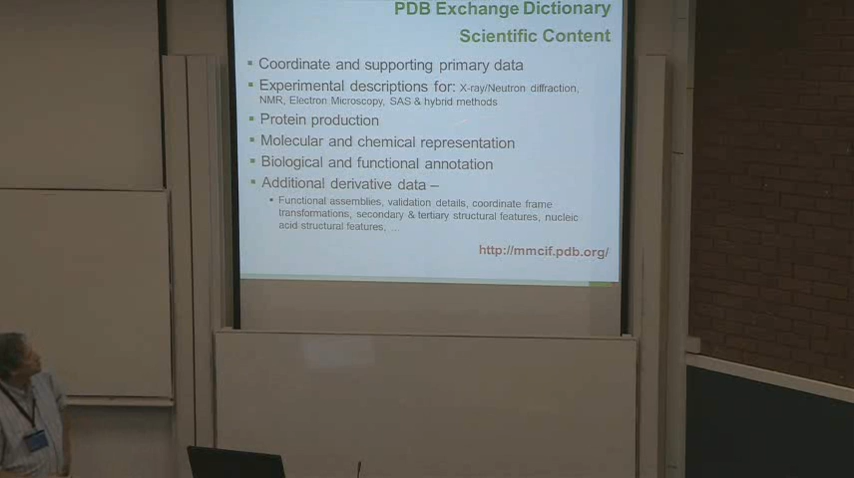 PDB Exchange Dictionary
Scientific Content
▪ Coordinate and supporting primary data
▪ Experimental descriptions for: X-ray/Neutron diffraction,
NMR, Electron Microscopy, SAS & hybrid methods
▪ Protein production
▪ Molecular and chemical representation
▪ Biological and functional annotation
▪ Additional derivative data –
▪ Functional assemblies, validation details, coordinate frame
transformations, secondary & tertiary structural features, nucleic
acid structural features, ...
http://mmcif.pdb.org/